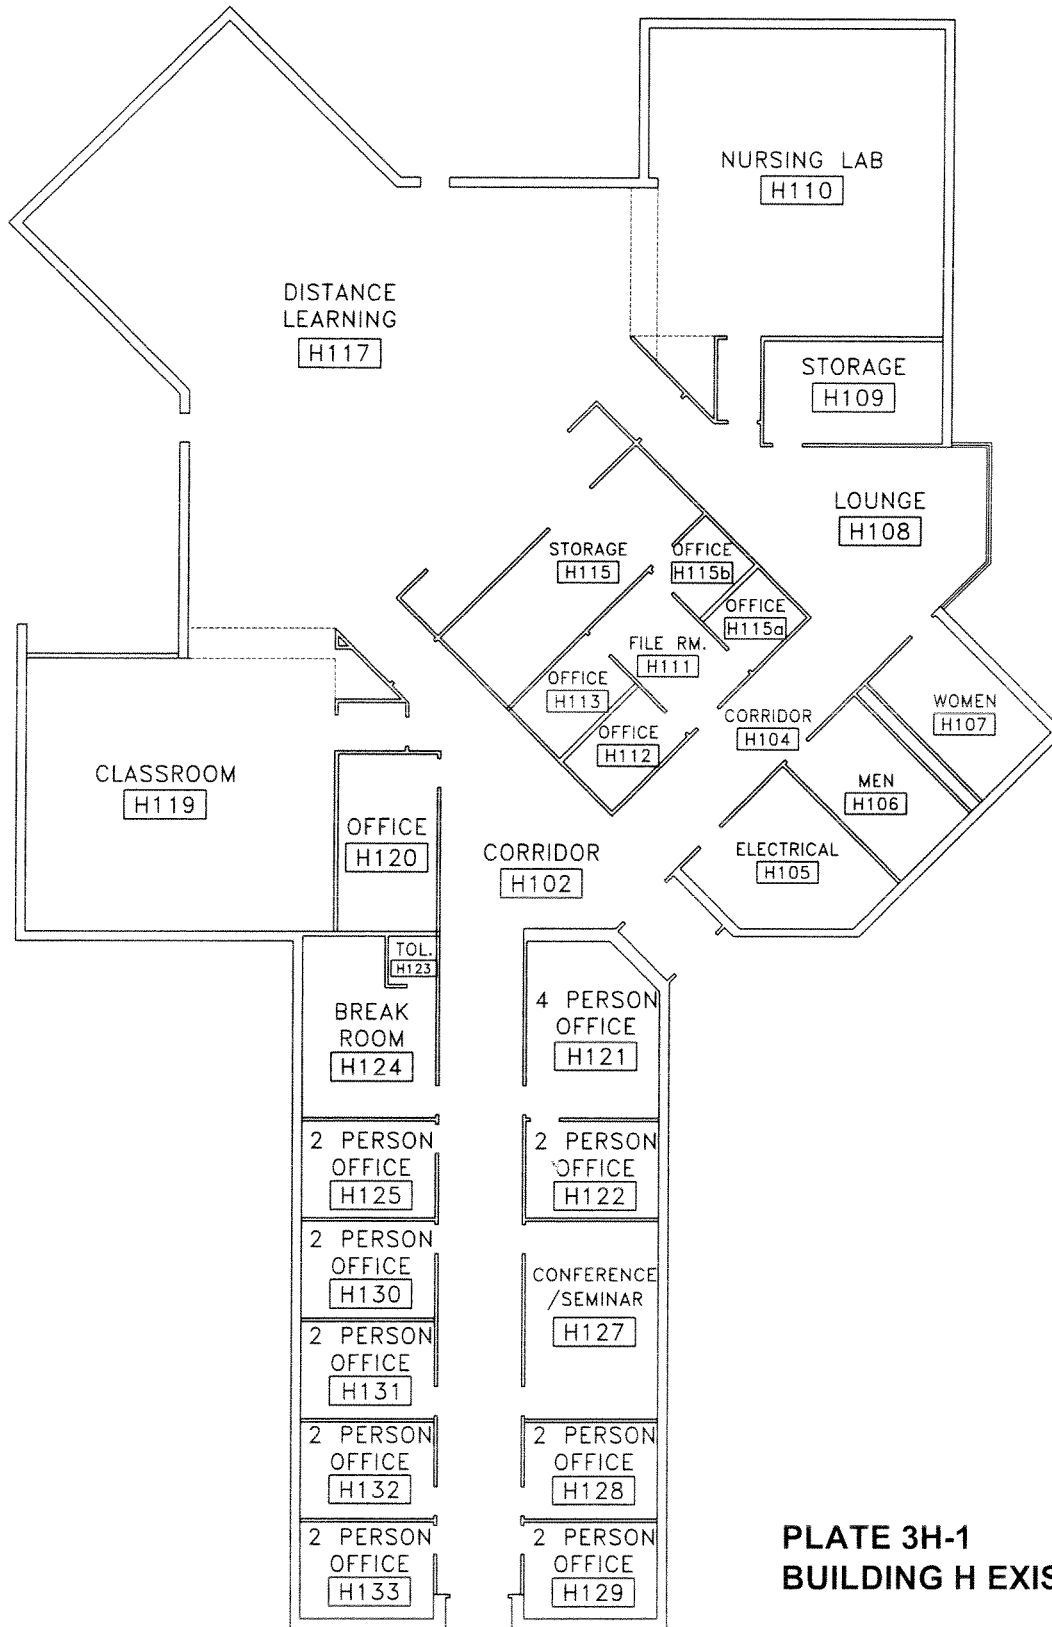 NURSING LAB
H110
DISTANCE
LEARNING
H117
STORAGE
H109
LOUNGE
H108
STORAGE
H115
OFFICE
H115b
OFFICE
H115a
FILE RM.
H111
OFFICE
H113
OFFICE
H112
CORRIDOR
H104
WOMEN
H107
MEN
H106
ELECTRICAL
H105
CLASSROOM
H119
OFFICE
H120
CORRIDOR
H102
TOL.
H123
BREAK
ROOM
H124
4 PERSON
OFFICE
H121
2 PERSON
OFFICE
H125
2 PERSON
OFFICE
H122
2 PERSON
OFFICE
H130
CONFERENCE
/SEMINAR
H127
2 PERSON
OFFICE
H131
2 PERSON
OFFICE
H132
2 PERSON
OFFICE
H128
2 PERSON
OFFICE
H133
2 PERSON
OFFICE
H129
PLATE 3H-1
BUILDING H EXIS